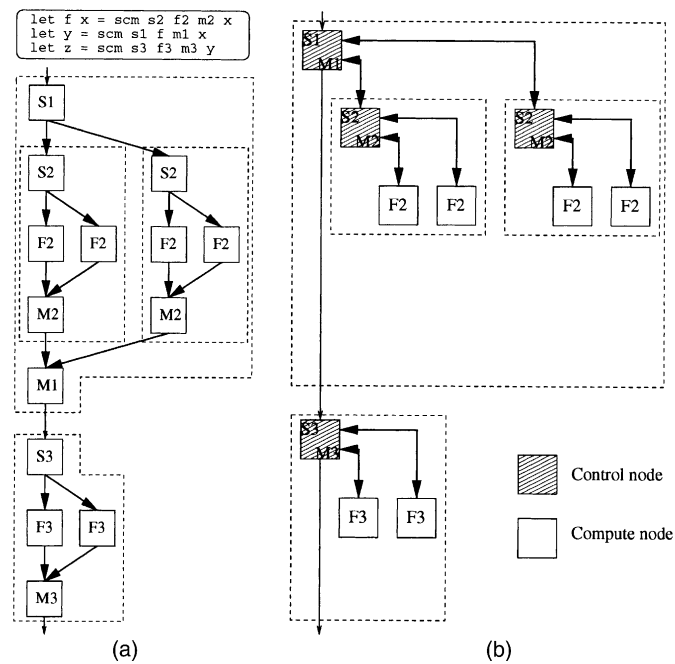 let f x = scm s2 f2 m2 x
let y = scm s1 f m1 x
let z = scm s3 f3 m3 y
S1
S2
S2
F2
F2
F2
F2
M2
M2
M1
S3
F3
F3
M3
(a)
S1
M1
S2
M2
S2
M2
F2
F2
F2
F2
S3
M3
F3
F3
Control node
Compute node
(b)